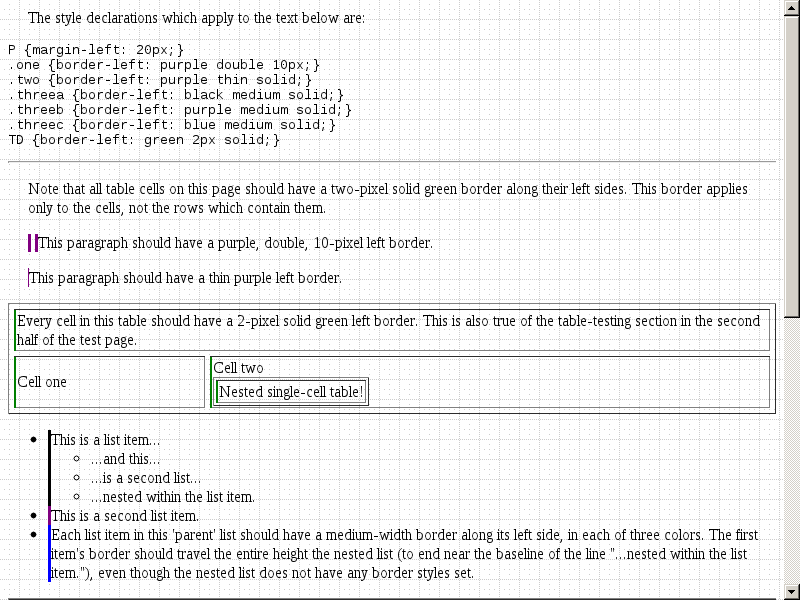 The style declarations which apply to the text below are:
P {margin-left: 20px;}
.one {border-left: purple double 10px;}
.two {border-left: purple thin solid;}
.threea {border-left: black medium solid;}
.threeb {border-left: purple medium solid;}
.threec {border-left: blue medium solid;}
TD {border-left: green 2px solid;}
Note that all table cells on this page should have a two-pixel solid green border along their left sides. This border applies
only to the cells, not the rows which contain them.
This paragraph should have a purple, double, 10-pixel left border.
This paragraph should have a thin purple left border.
Every cell in this table should have a 2-pixel solid green left border. This is also true of the table-testing section in the second
half of the test page.
Cell one
Cell two
Nested single-cell table!
This is a list item...
...and this...
...is a second list...
...nested within the list item.
This is a second list item.
Each list item in this 'parent' list should have a medium-width border along its left side, in each of three colors. The first
item's border should travel the entire height the nested list (to end near the baseline of the line "...nested within the list
item."), even though the nested list does not have any border styles set.